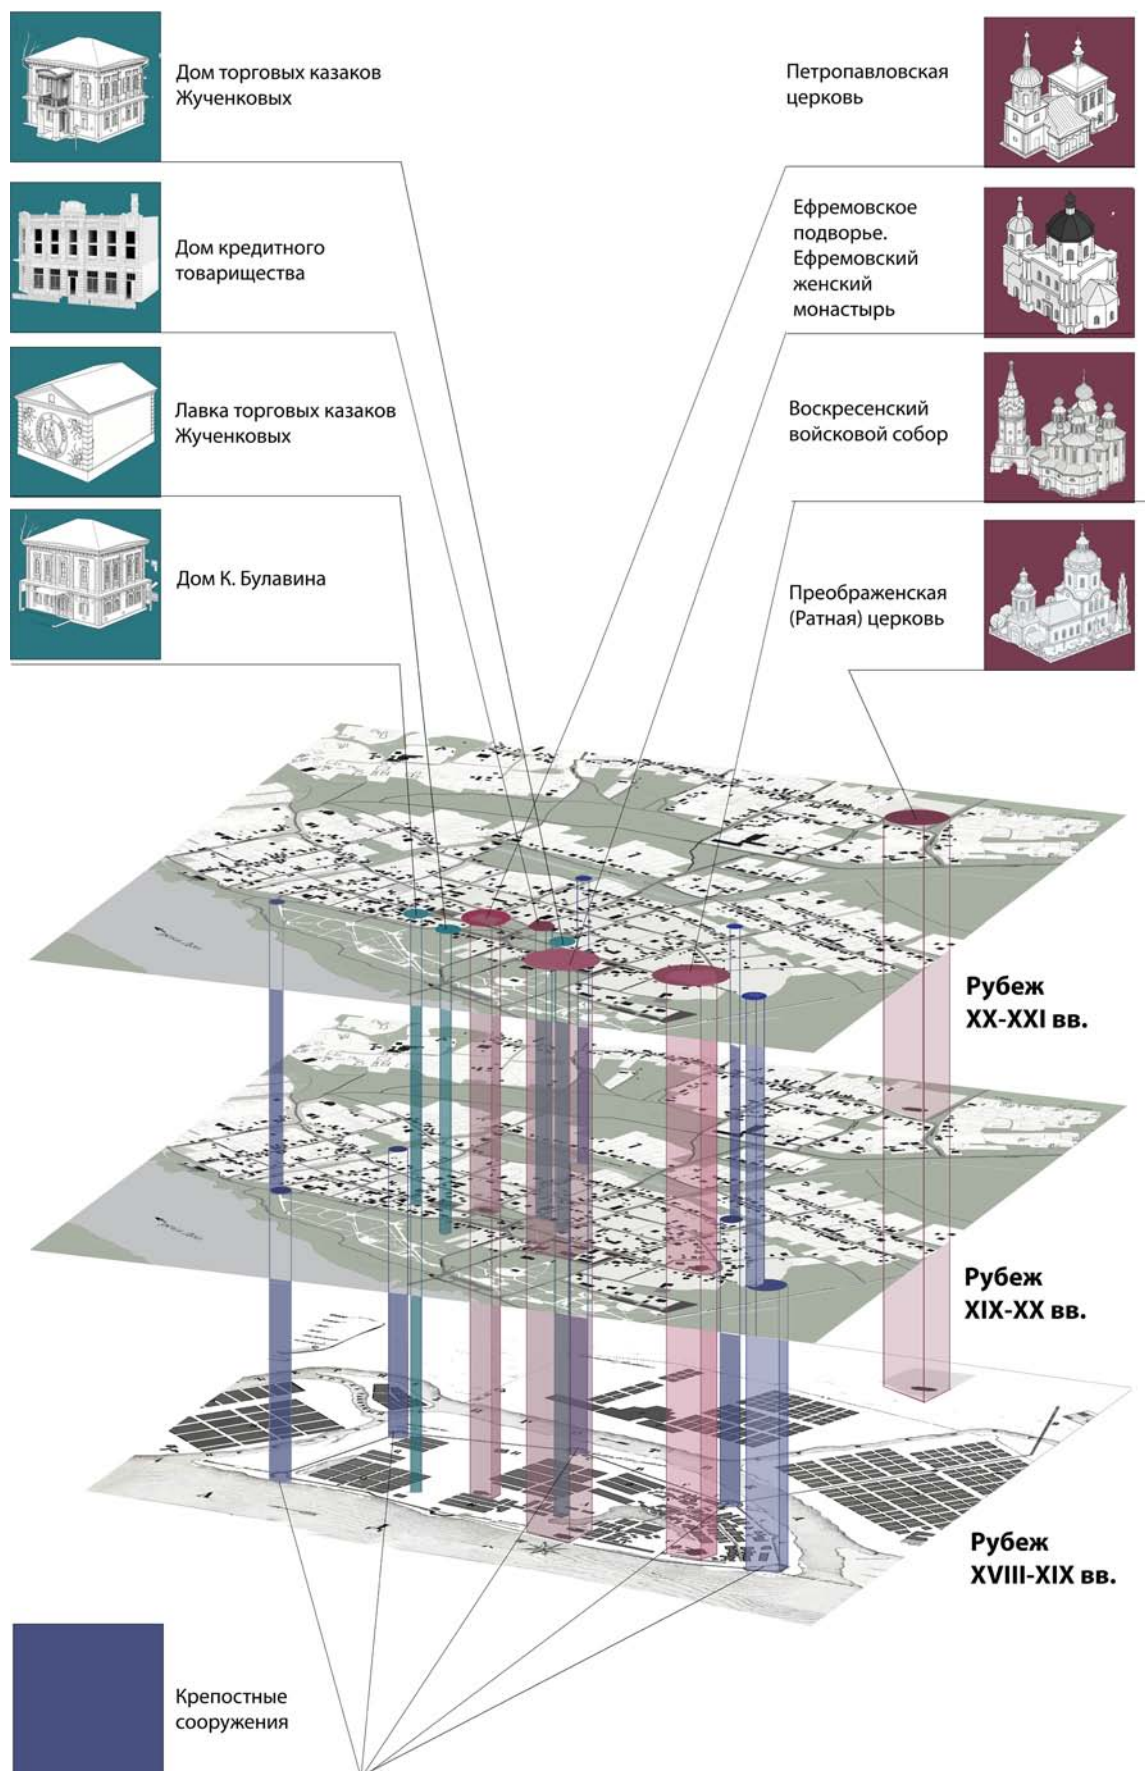 Дом торговых казаков
Жученковых
Дом кредитного
товарищества
Лавка торговых казаков
Жученковых
Дом К. Булавина
Петропавловская
церковь
Ефремовское
подворье.
Ефремовский
женский
монастырь
Воскресенский
войсковой собор
Преображенская
(Ратная) церковь
Рубеж
XX-XXI вв.
Рубеж
XIX-XX вв.
Рубеж
XVIII-XIX вв.
Крепостные
сооружения